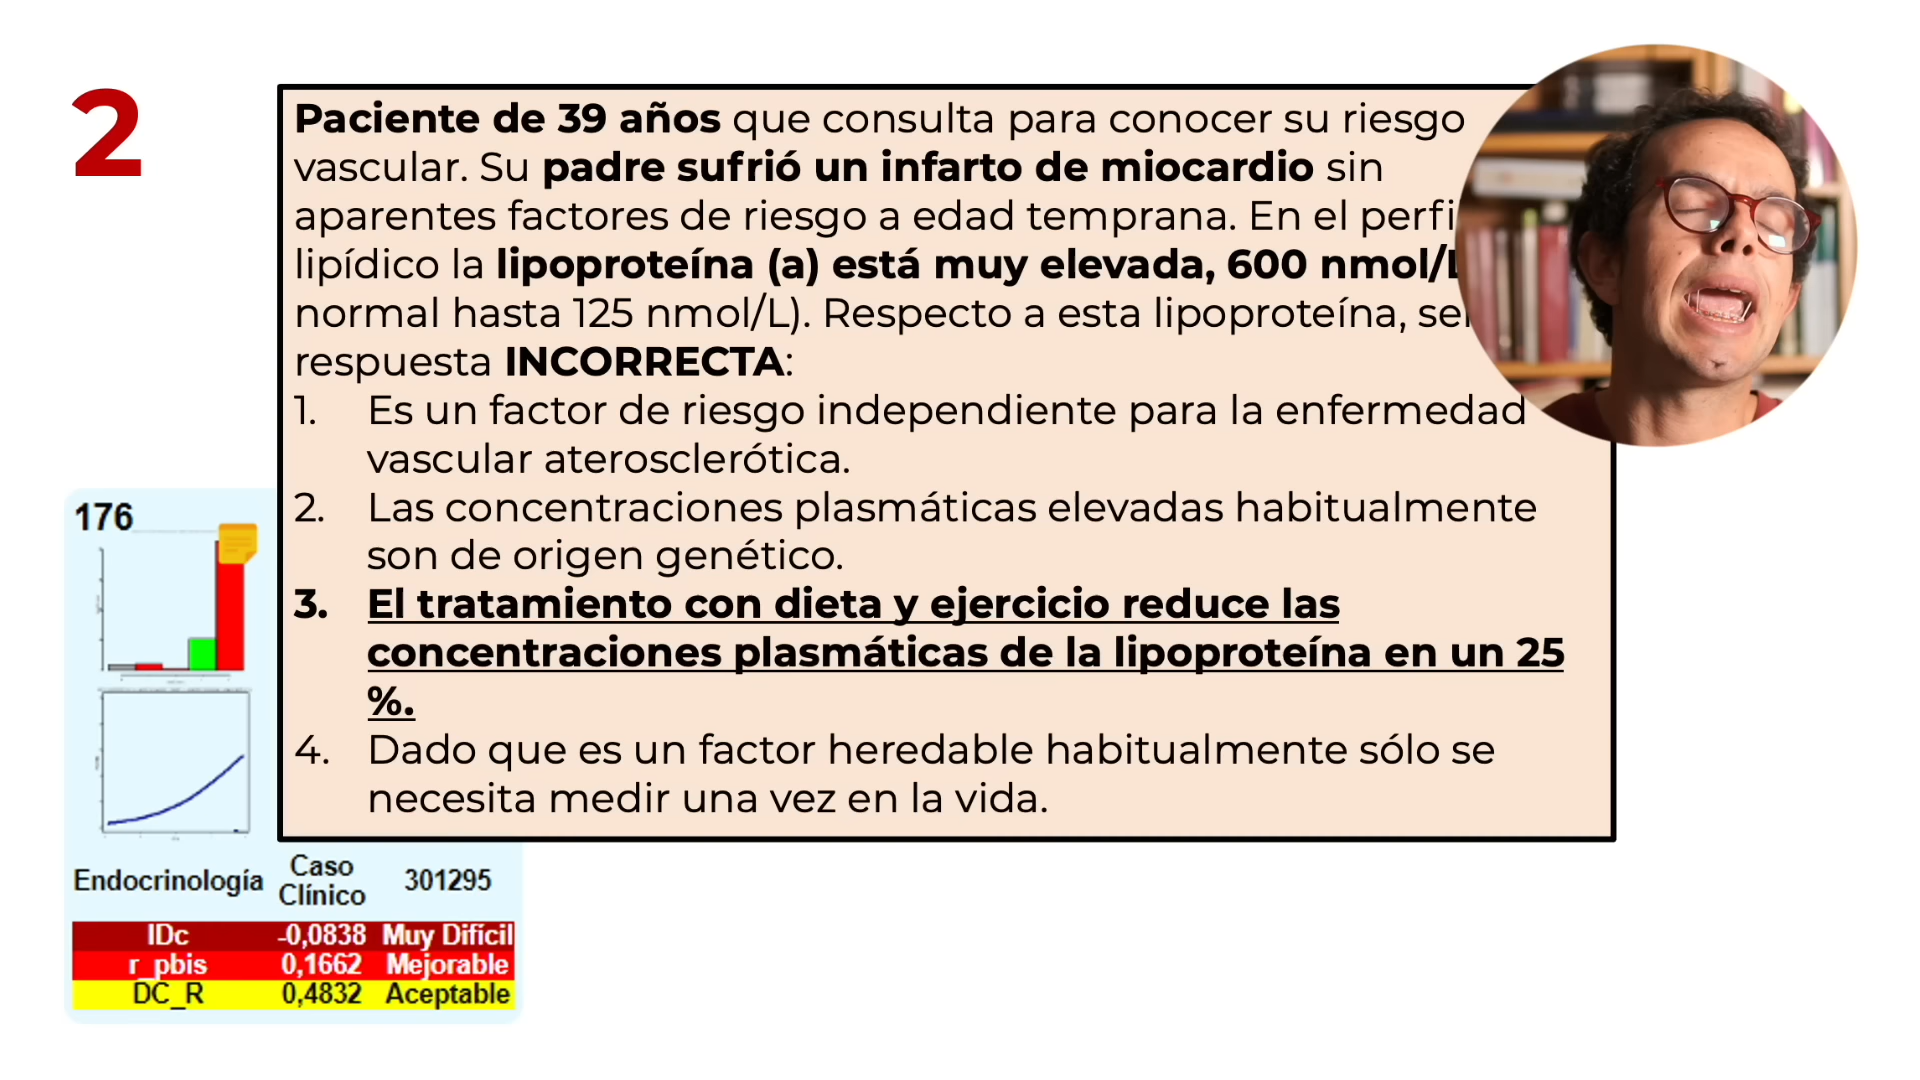 2
Paciente de 39 años que consulta para conocer su riesgo
vascular. Su padre sufrió un infarto de miocardio sin
aparentes factores de riesgo a edad temprana. En el perfi
lipídico la lipoproteína (a) está muy elevada, 600 nmol/L
normal hasta 125 nmol/L). Respecto a esta lipoproteína, señ
respuesta INCORRECTA:
1. Es un factor de riesgo independiente para la enfermedad
vascular aterosclerótica.
2. Las concentraciones plasmáticas elevadas habitualmente
son de origen genético.
3. El tratamiento con dieta y ejercicio reduce las
concentraciones plasmáticas de la lipoproteína en un 25
%.
4. Dado que es un factor heredable habitualmente sólo se
necesita medir una vez en la vida.
176
Endocrinología Caso Clínico 301295
IDc -0,0838 Muy Difícil
r_pbis 0,1662 Mejorable
DC_R 0,4832 Aceptable